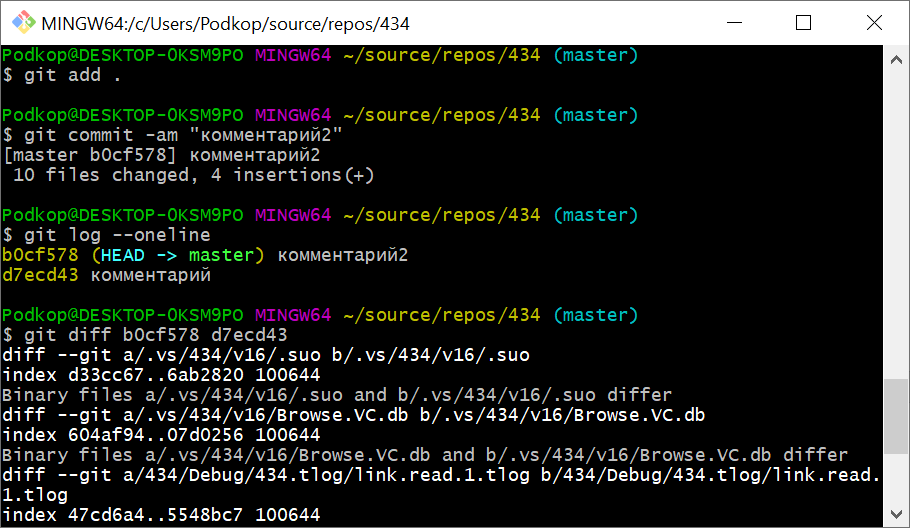 MINGW64:/c/Users/Podkop/source/repos/434
Podkop@DESKTOP-OKSM9PO MINGW64 ~/source/repos/434 (master)
$ git add .
Podkop@DESKTOP-OKSM9PO MINGW64 ~/source/repos/434 (master)
$ git commit -am "комментарий2"
[master b0cf578] комментарий2
 10 files changed, 4 insertions(+)
Podkop@DESKTOP-OKSM9PO MINGW64 ~/source/repos/434 (master)
$ git log --oneline
b0cf578 (HEAD -> master) комментарий2
d7ecd43 комментарий
Podkop@DESKTOP-OKSM9PO MINGW64 ~/source/repos/434 (master)
$ git diff b0cf578 d7ecd43
diff --git a/.vs/434/v16/.suo b/.vs/434/v16/.suo
index d33cc67..6ab2820 100644
Binary files a/.vs/434/v16/.suo and b/.vs/434/v16/.suo differ
diff --git a/.vs/434/v16/Browse.VC.db b/.vs/434/v16/Browse.VC.db
index 604af94..07d0256 100644
Binary files a/.vs/434/v16/Browse.VC.db and b/.vs/434/v16/Browse.VC.db differ
diff --git a/434/Debug/434.tlog/link.read.1.tlog b/434/Debug/434.tlog/link.read.
1.tlog
index 47cd6a4..5548bc7 100644